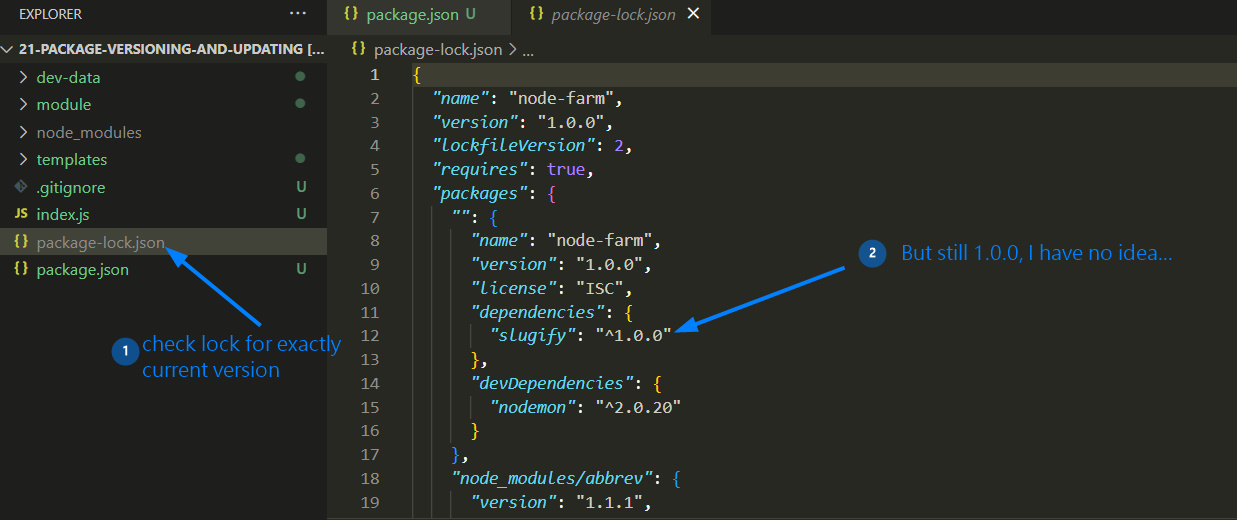 EXPLORER ...
{} package.json U
{} package-lock.json ×
21-PACKAGE-VERSIONING-AND-UPDATING [...
{} package-lock.json > ...
dev-data
module
node_modules
templates
.gitignore U
JS index.js U
{} package-lock.json
{} package.json U
1 {
2 "name": "node-farm",
3 "version": "1.0.0",
4 "lockfileVersion": 2,
5 "requires": true,
6 "packages": {
7 "": {
8 "name": "node-farm",
9 "version": "1.0.0",
10 "license": "ISC",
11 "dependencies": {
12 "slugify": "^1.0.0"
13 },
14 "devDependencies": {
15 "nodemon": "^2.0.20"
16 }
17 },
18 "node_modules/abbrev": {
19 "version": "1.1.1",
1 check lock for exactly
current version
2 But still 1.0.0, I have no idea...